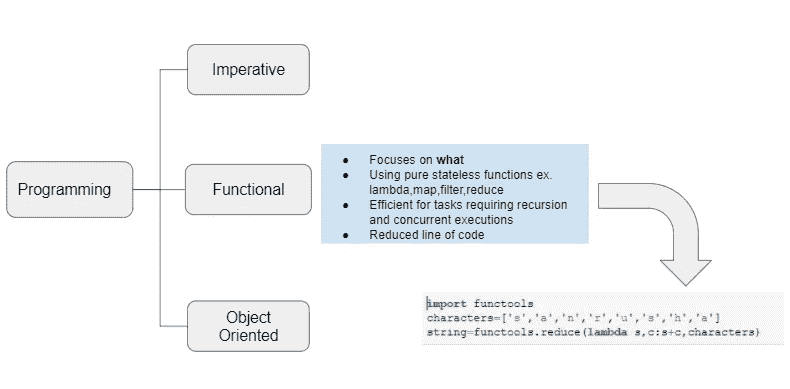 Imperative
Programming
Functional
Focuses on what
Using pure stateless functions ex.
lambda,map,filter,reduce
Efficient for tasks requiring recursion
and concurrent executions
Reduced line of code
Object
Oriented
import functools
characters=['s','a','n','r','u','s','h','a']
string=functools.reduce(lambda s,c:s+c,characters)